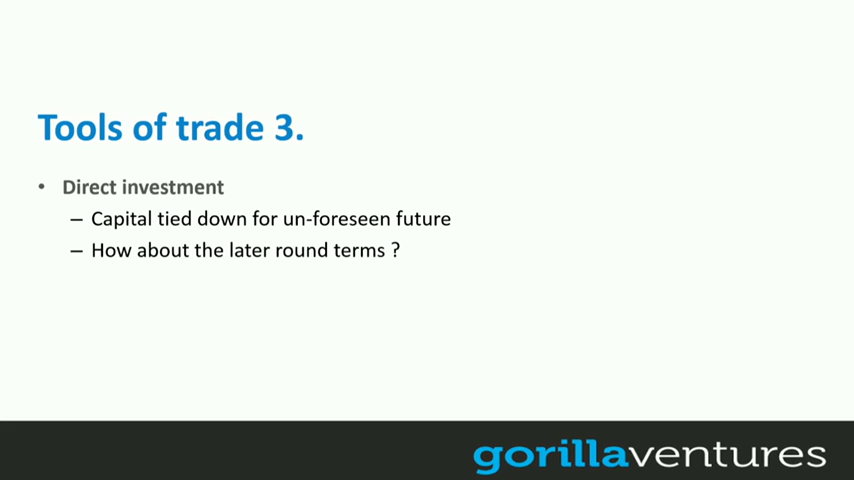 Tools of trade 3.
• Direct investment
– Capital tied down for un-foreseen future
– How about the later round terms ?
gorillaventures